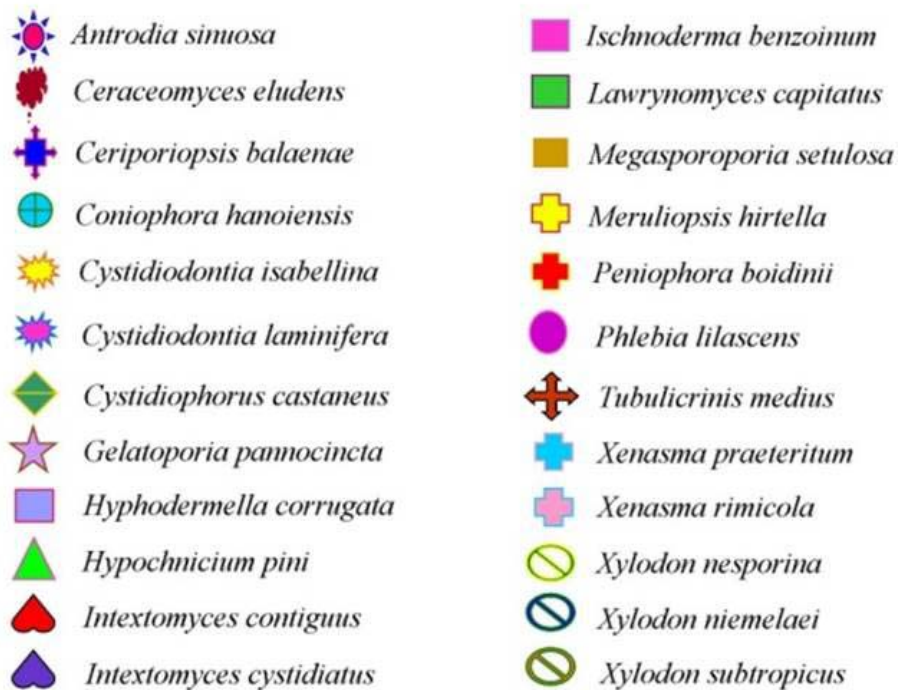 Antrodia sinuosa
Ceraceomyces eludens
Ceriporiopsis balaenae
Coniophora hanoiensis
Cystidiodontia isabellina
Cystidiodontia laminifera
Cystidiophorus castaneus
Gelatoporia pannocincta
Hyphodermella corrugata
Hypochnicium pini
Intextomyces contiguus
Intextomyces cystidiatus
Ischnoderma benzoinum
Lawrynomyces capitatus
Megasporoporia setulosa
Meruliopsis hirtella
Peniophora boidinii
Phlebia lilascens
Tubulicrinis medius
Xenasma praeteritum
Xenasma rimicola
Xylodon nesporina
Xylodon niemelaei
Xylodon subtropicus